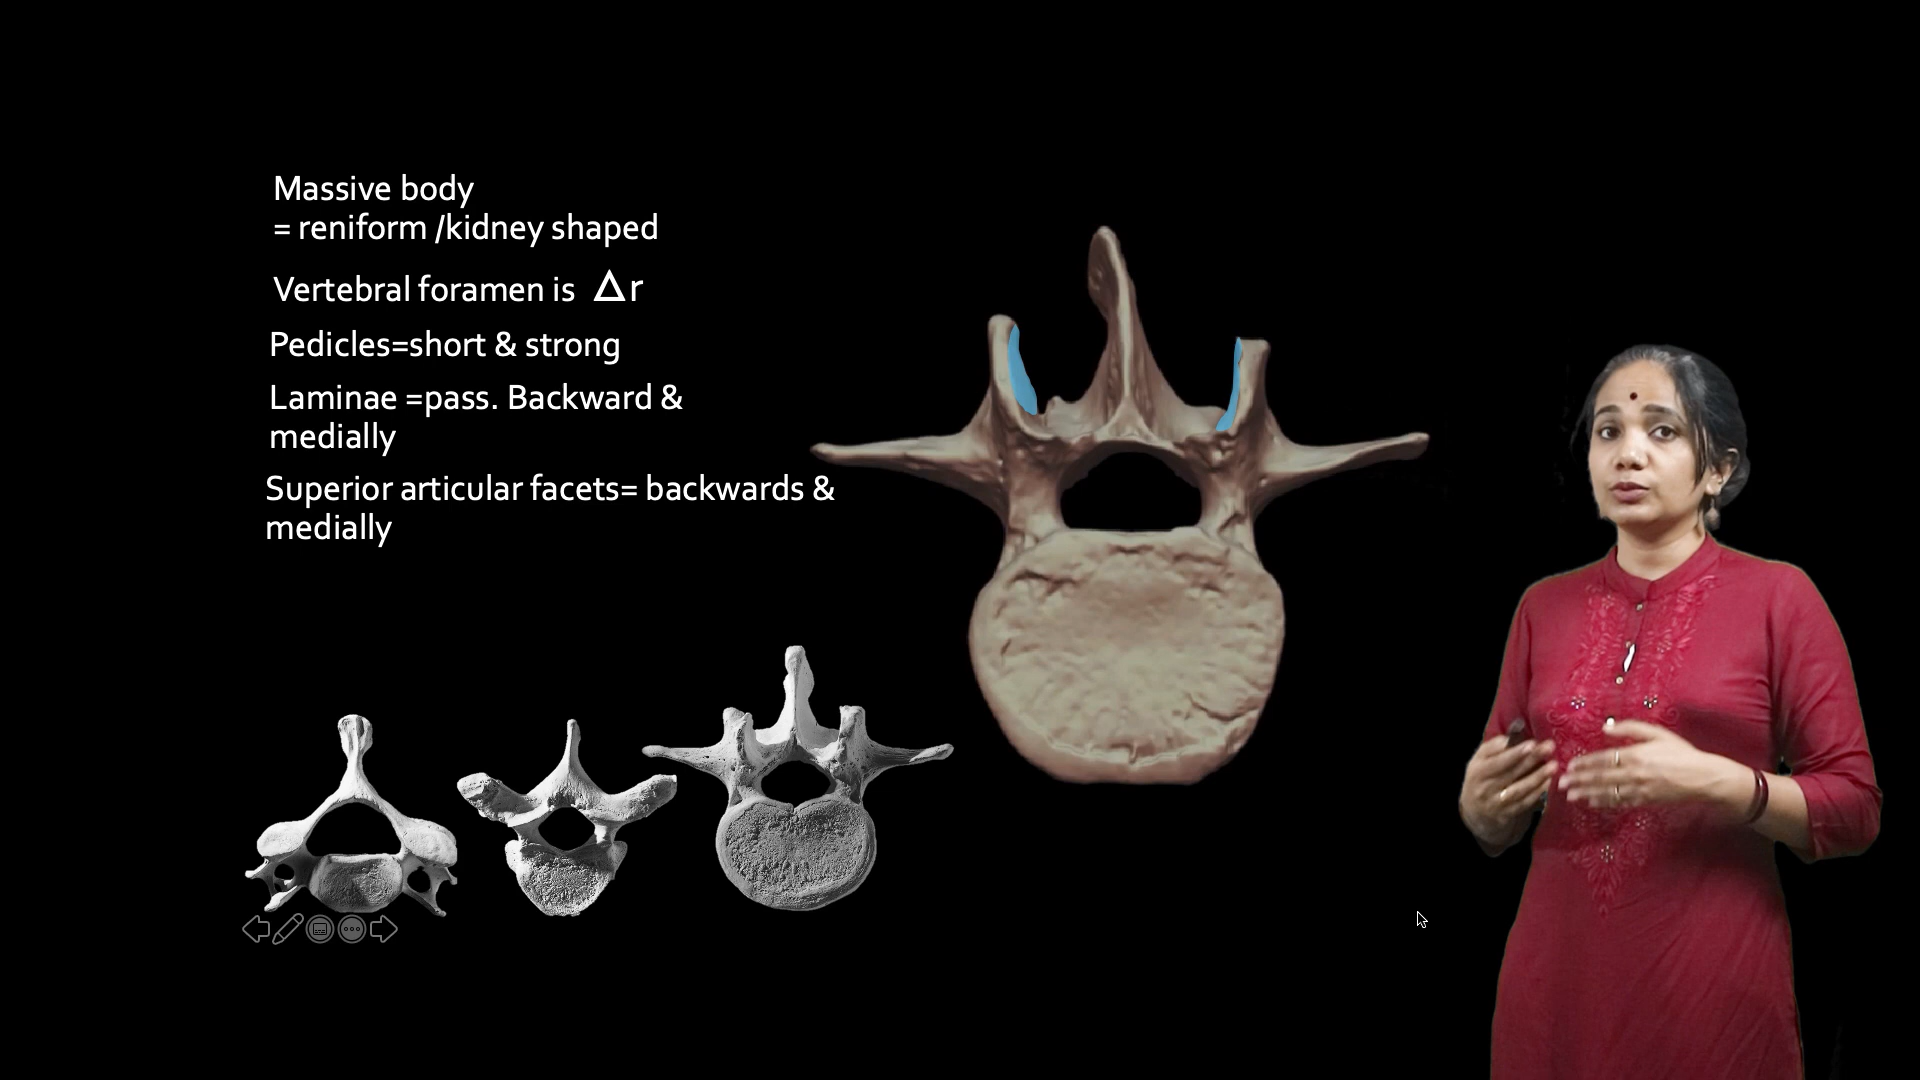 Massive body
= reniform /kidney shaped
Vertebral foramen is Δr
Pedicles=short & strong
Laminae =pass. Backward &
medially
Superior articular facets= backwards &
medially